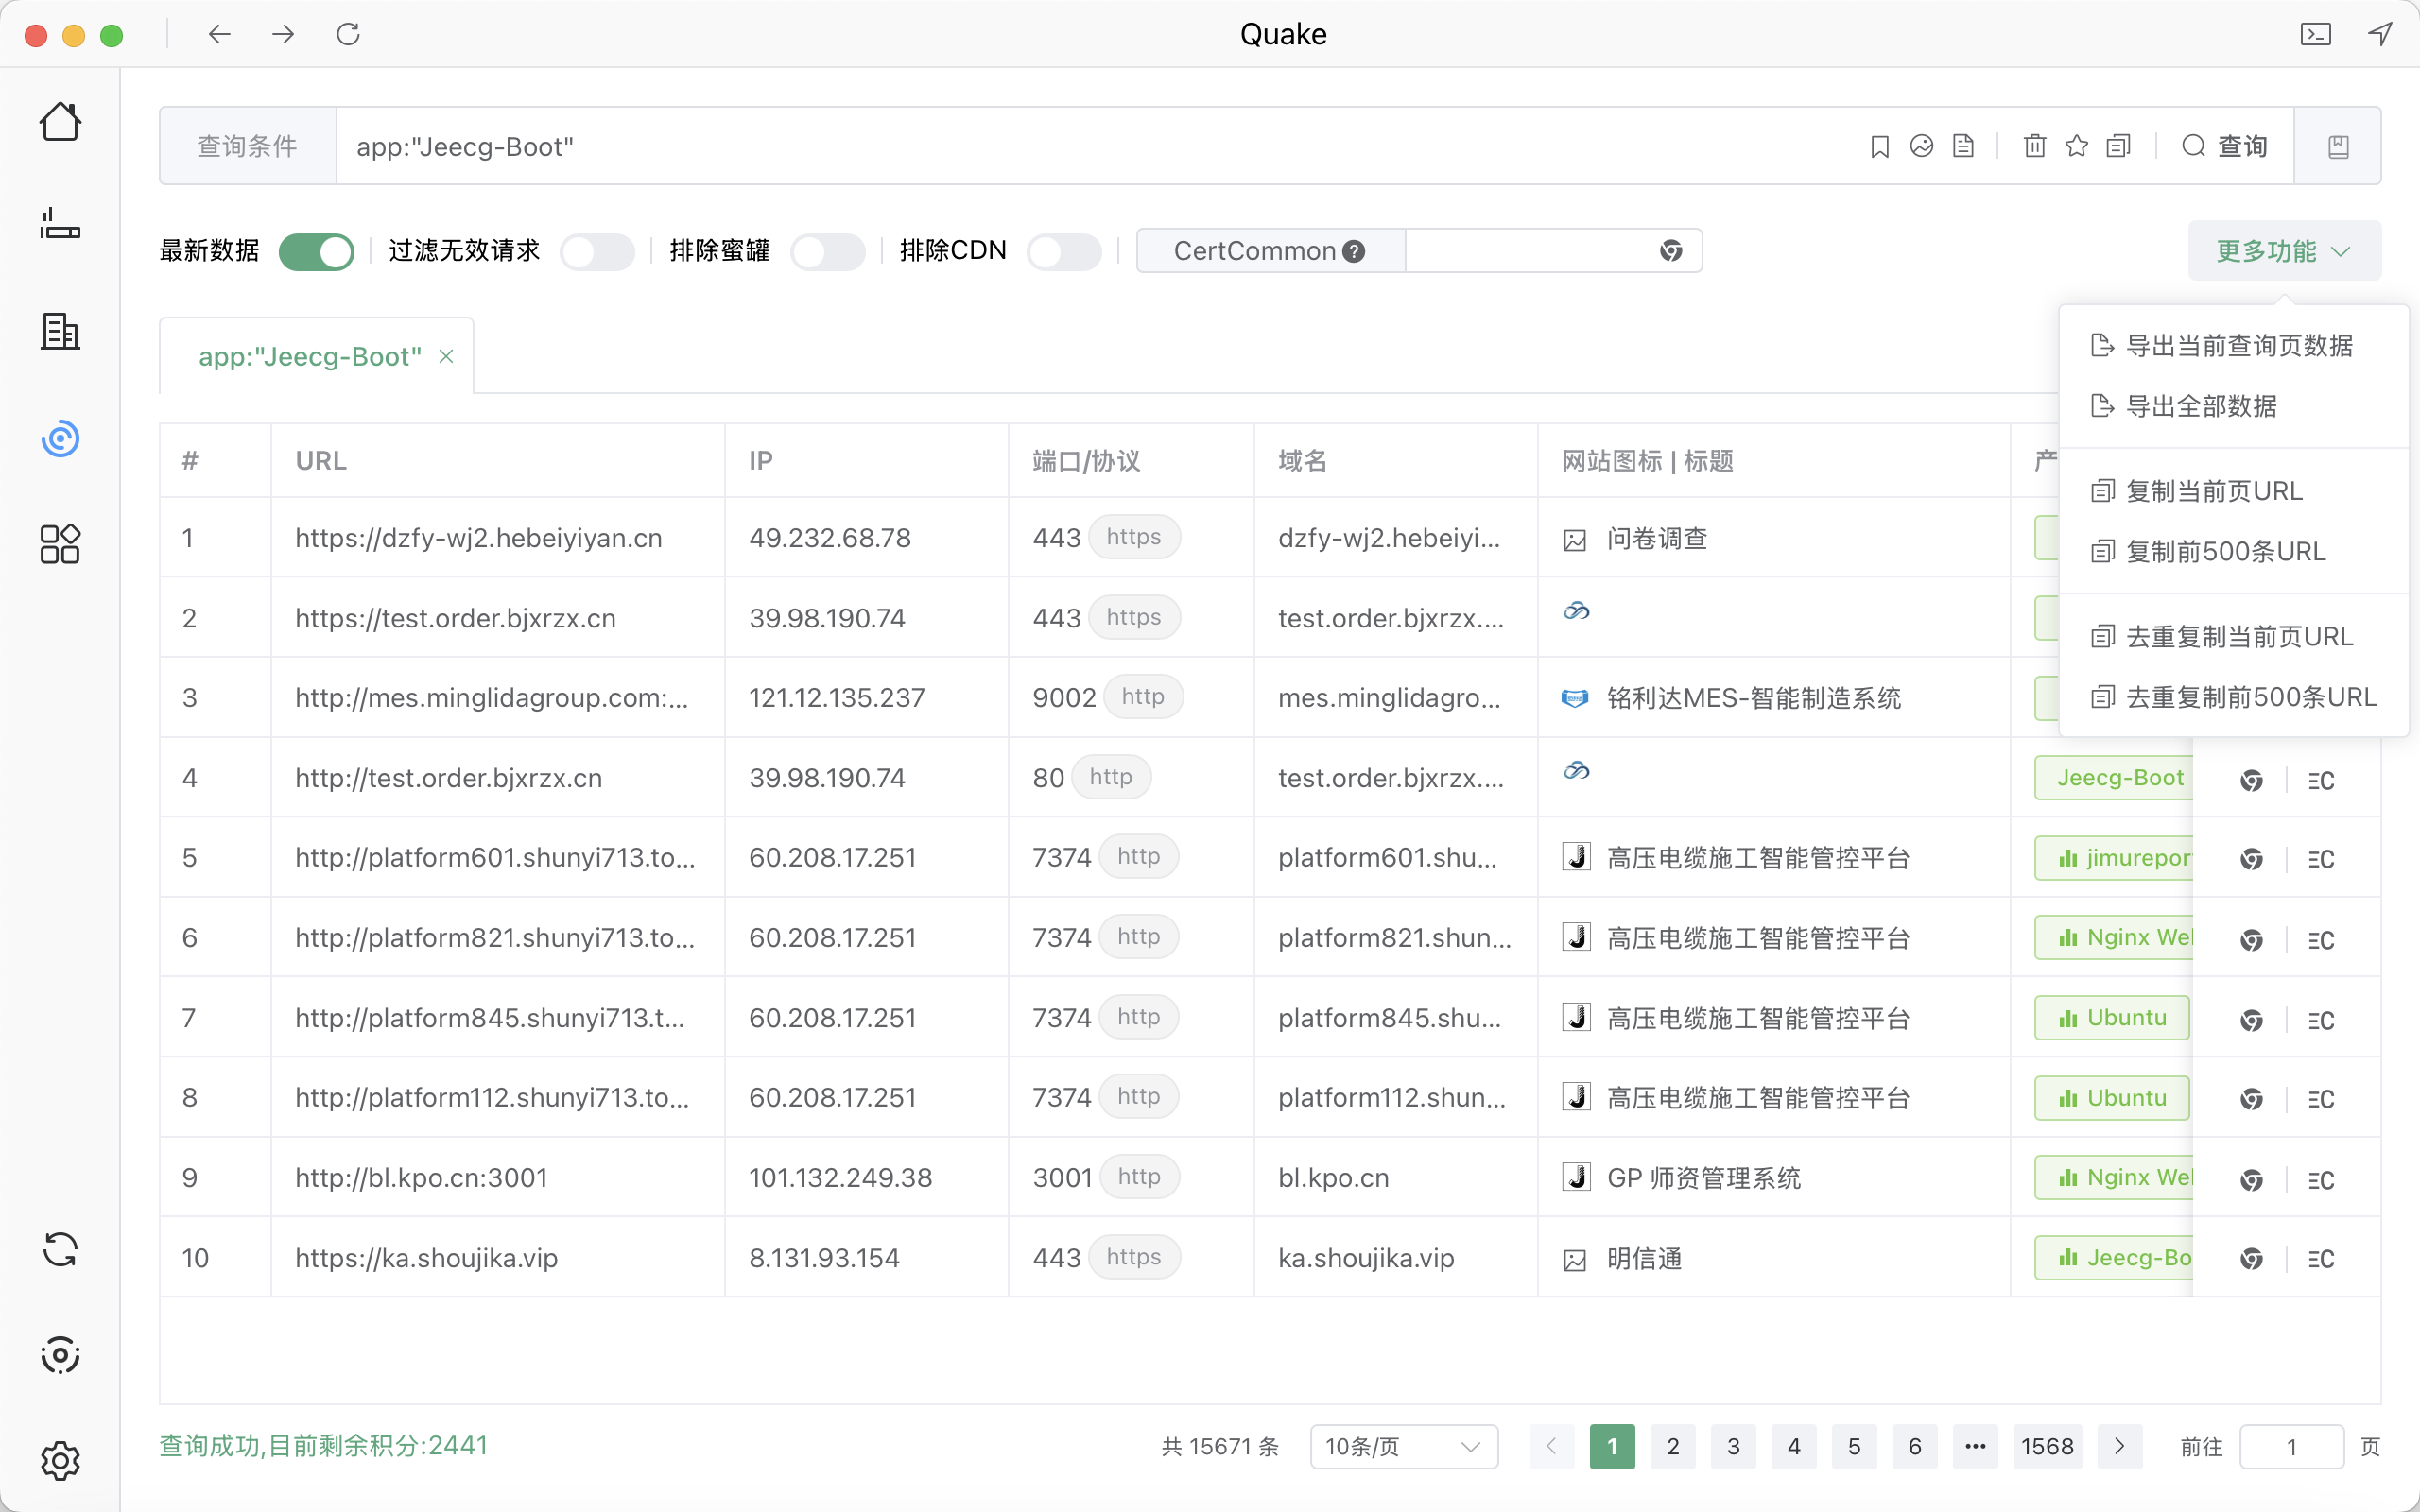 Quake
查询条件 app:"Jeecg-Boot" 查询
最新数据 过滤无效请求 排除蜜罐 排除CDN CertCommon 更多功能
app:"Jeecg-Boot"
导出当前查询页数据
导出全部数据
复制当前页URL
复制前500条URL
去重复制当前页URL
去重复制前500条URL
# URL IP 端口/协议 域名 网站图标 | 标题 产
1 https://dzfy-wj2.hebeiyiyan.cn 49.232.68.78 443 https dzfy-wj2.hebeiyi... 问卷调查
2 https://test.order.bjxrzx.cn 39.98.190.74 443 https test.order.bjxrzx....
3 http://mes.minglidagroup.com:... 121.12.135.237 9002 http mes.minglidagro... 铭利达MES-智能制造系统
4 http://test.order.bjxrzx.cn 39.98.190.74 80 http test.order.bjxrzx.... Jeecg-Boot
5 http://platform601.shunyi713.to... 60.208.17.251 7374 http platform601.shu... 高压电缆施工智能管控平台 jimurepor
6 http://platform821.shunyi713.to... 60.208.17.251 7374 http platform821.shun... 高压电缆施工智能管控平台 Nginx We
7 http://platform845.shunyi713.t... 60.208.17.251 7374 http platform845.shu... 高压电缆施工智能管控平台 Ubuntu
8 http://platform112.shunyi713.to... 60.208.17.251 7374 http platform112.shun... 高压电缆施工智能管控平台 Ubuntu
9 http://bl.kpo.cn:3001 101.132.249.38 3001 http bl.kpo.cn GP 师资管理系统 Nginx We
10 https://ka.shoujika.vip 8.131.93.154 443 https ka.shoujika.vip 明信通 Jeecg-Bo
查询成功,目前剩余积分:2441 共 15671 条 10条/页 1 2 3 4 5 6 ••• 1568 前往 1 页